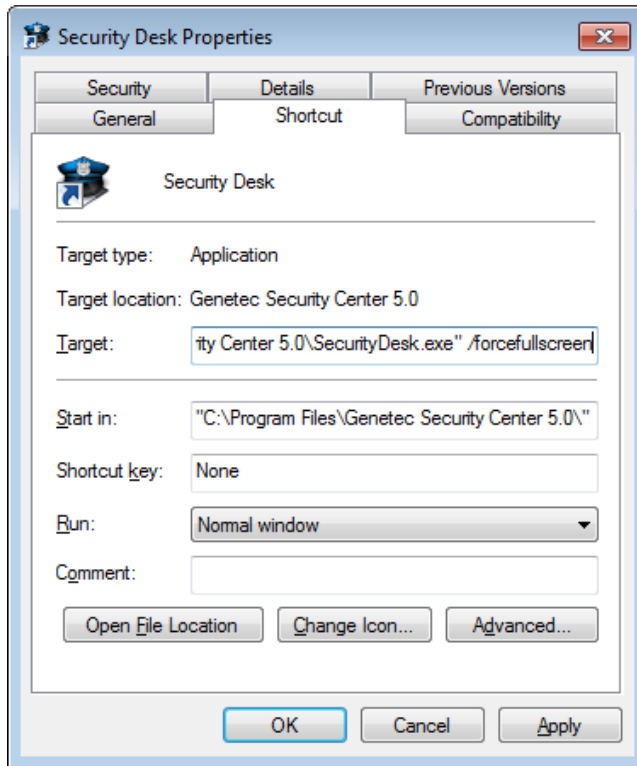 Security Desk Properties
Security Details Previous Versions
General Shortcut Compatibility
Security Desk
Target type: Application
Target location: Genetec Security Center 5.0
Target: ity Center 5.0\SecurityDesk.exe" /forcefullscreen
Start in: "C:\Program Files\Genetec Security Center 5.0\"
Shortcut key: None
Run: Normal window
Comment:
Open File Location Change Icon... Advanced...
OK Cancel Apply